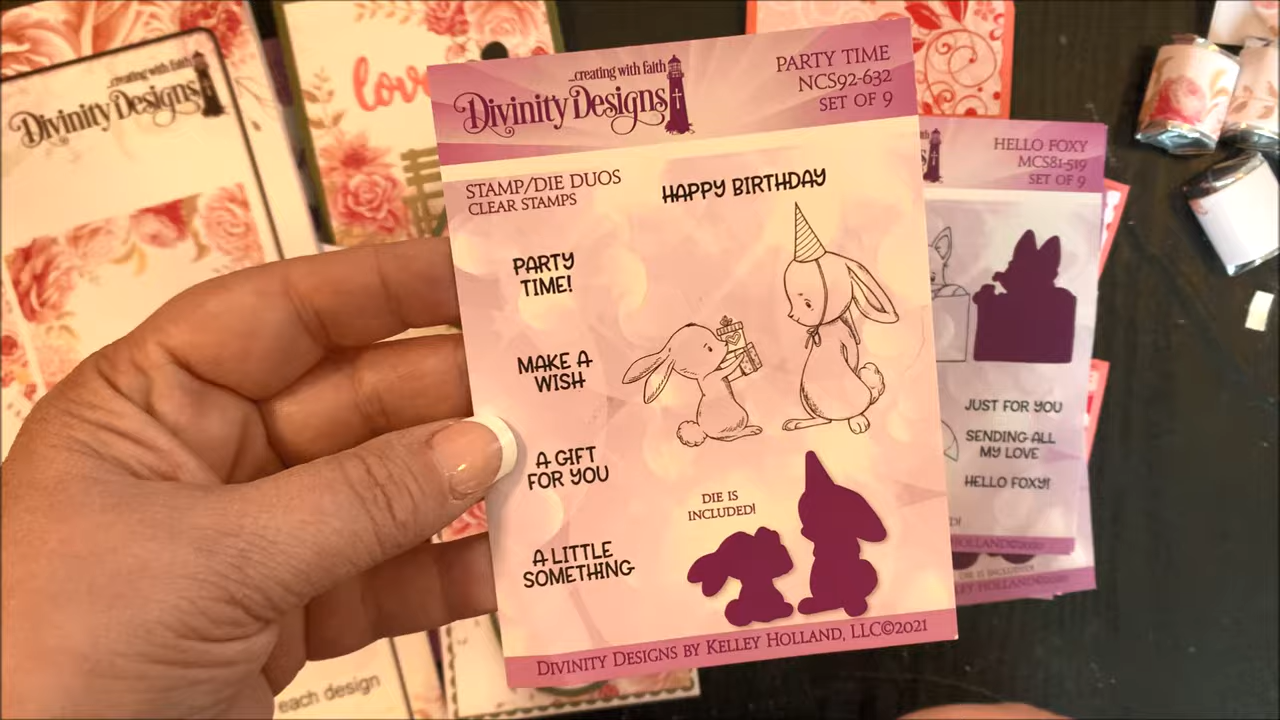 ...creating with faith
Divinity Designs
love
...creating with faith
Divinity Designs
PARTY TIME
NCS92-632
SET OF 9
STAMP/DIE DUOS
CLEAR STAMPS
HAPPY BIRTHDAY
PARTY
TIME!
MAKE A
WISH
A GIFT
FOR YOU
A LITTLE
SOMETHING
DIE IS
INCLUDED!
DIVINITY DESIGNS BY KELLEY HOLLAND, LLC©2021
HELLO FOXY
MCS81-519
SET OF 9
JUST FOR YOU
SENDING ALL
MY LOVE
HELLO FOXY!
DIE IS INCLUDED!
each design